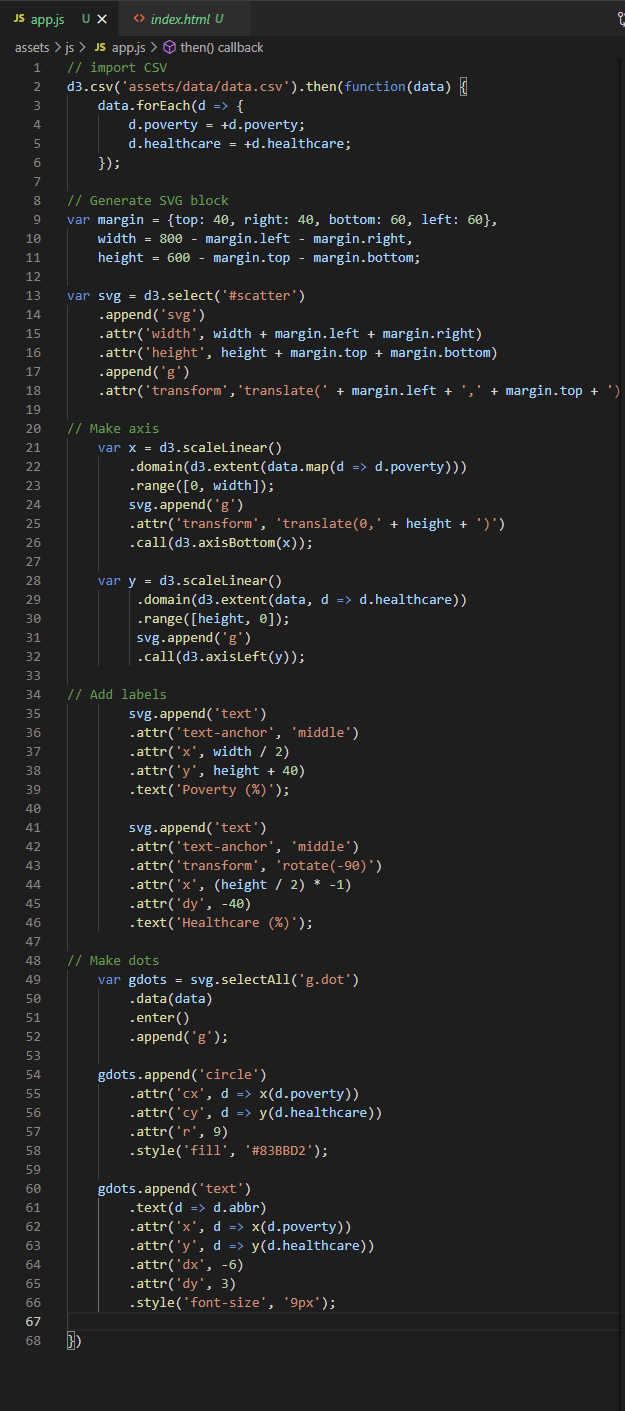 JS app.js U × <> index.html U
assets > js > JS app.js > then() callback
1 // import CSV
2 d3.csv('assets/data/data.csv').then(function(data) {
3     data.forEach(d => {
4         d.poverty = +d.poverty;
5         d.healthcare = +d.healthcare;
6     });
7
8 // Generate SVG block
9 var margin = {top: 40, right: 40, bottom: 60, left: 60},
10     width = 800 - margin.left - margin.right,
11     height = 600 - margin.top - margin.bottom;
12
13 var svg = d3.select('#scatter')
14     .append('svg')
15     .attr('width', width + margin.left + margin.right)
16     .attr('height', height + margin.top + margin.bottom)
17     .append('g')
18     .attr('transform','translate(' + margin.left + ',' + margin.top + ')
19
20 // Make axis
21     var x = d3.scaleLinear()
22         .domain(d3.extent(data.map(d => d.poverty)))
23         .range([0, width]);
24         svg.append('g')
25         .attr('transform', 'translate(0,' + height + ')')
26         .call(d3.axisBottom(x));
27
28     var y = d3.scaleLinear()
29          .domain(d3.extent(data, d => d.healthcare))
30          .range([height, 0]);
31          svg.append('g')
32          .call(d3.axisLeft(y));
33
34 // Add labels
35         svg.append('text')
36         .attr('text-anchor', 'middle')
37         .attr('x', width / 2)
38         .attr('y', height + 40)
39         .text('Poverty (%)');
40
41         svg.append('text')
42         .attr('text-anchor', 'middle')
43         .attr('transform', 'rotate(-90)')
44         .attr('x', (height / 2) * -1)
45         .attr('dy', -40)
46         .text('Healthcare (%)');
47
48 // Make dots
49     var gdots = svg.selectAll('g.dot')
50         .data(data)
51         .enter()
52         .append('g');
53
54     gdots.append('circle')
55         .attr('cx', d => x(d.poverty))
56         .attr('cy', d => y(d.healthcare))
57         .attr('r', 9)
58         .style('fill', '#83BBD2');
59
60     gdots.append('text')
61         .text(d => d.abbr)
62         .attr('x', d => x(d.poverty))
63         .attr('y', d => y(d.healthcare))
64         .attr('dx', -6)
65         .attr('dy', 3)
66         .style('font-size', '9px');
67
68 })